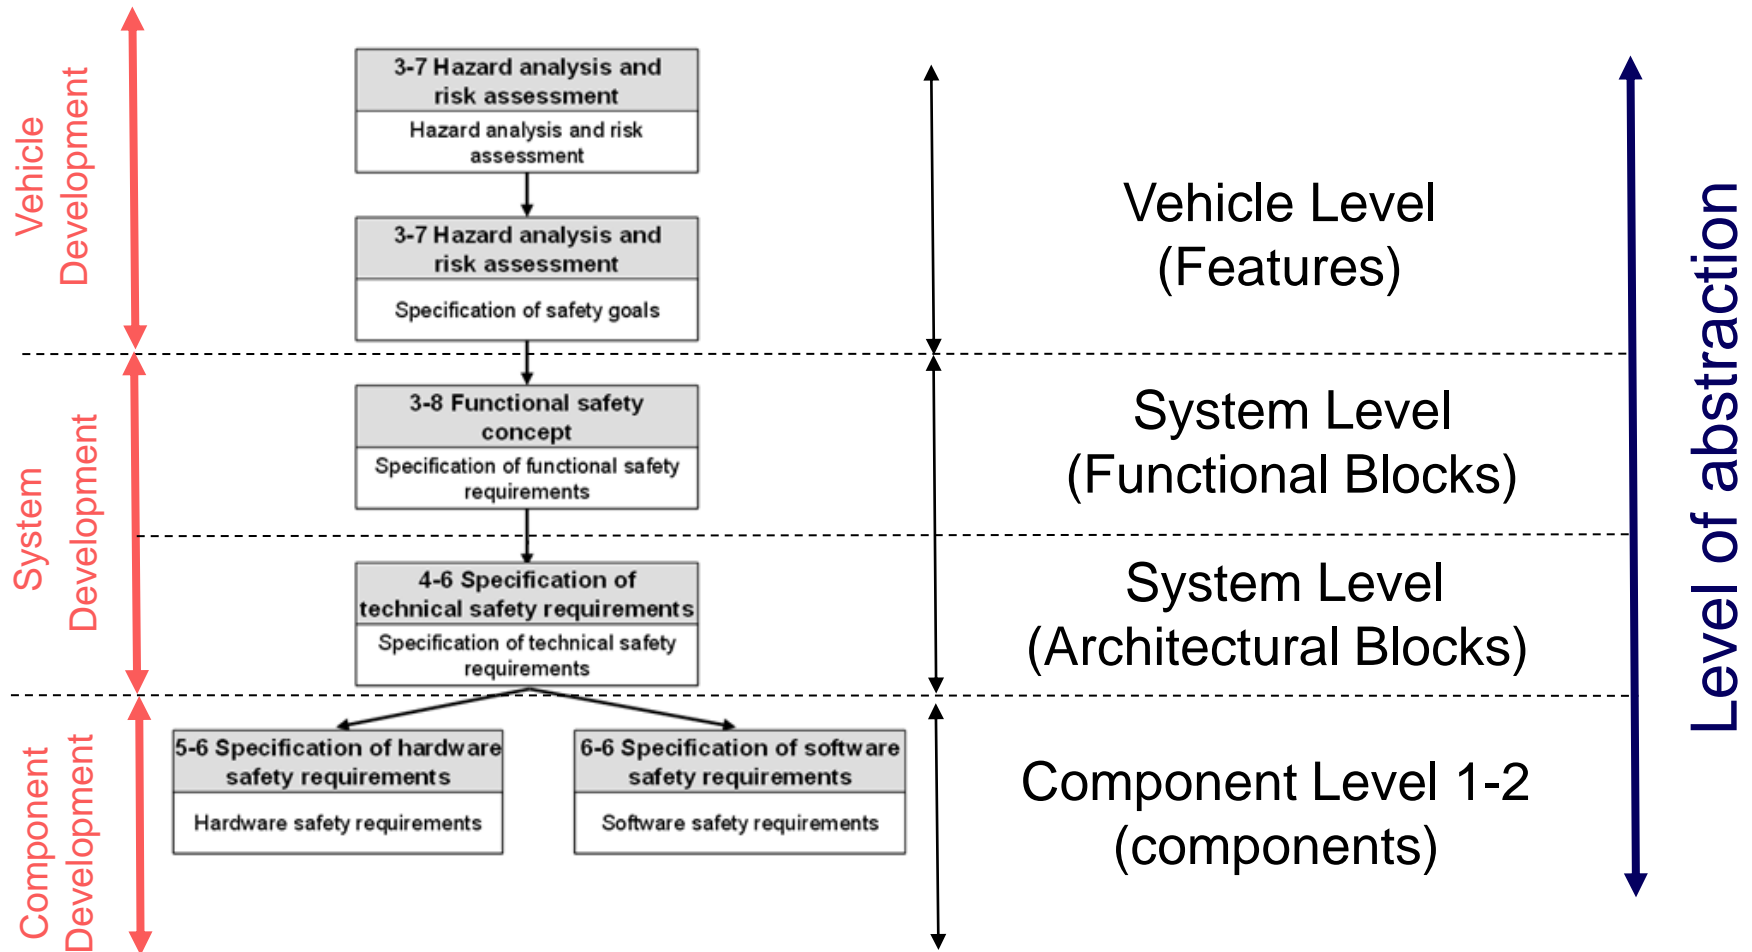 Vehicle
Development
3-7 Hazard analysis and
risk assessment
Hazard analysis and risk
assessment
3-7 Hazard analysis and
risk assessment
Specification of safety goals
Vehicle Level
(Features)
System
Development
3-8 Functional safety
concept
Specification of functional safety
requirements
System Level
(Functional Blocks)
4-6 Specification of
technical safety requirements
Specification of technical safety
requirements
System Level
(Architectural Blocks)
Component
Development
5-6 Specification of hardware
safety requirements
Hardware safety requirements
6-6 Specification of software
safety requirements
Software safety requirements
Component Level 1-2
(components)
Level of abstraction